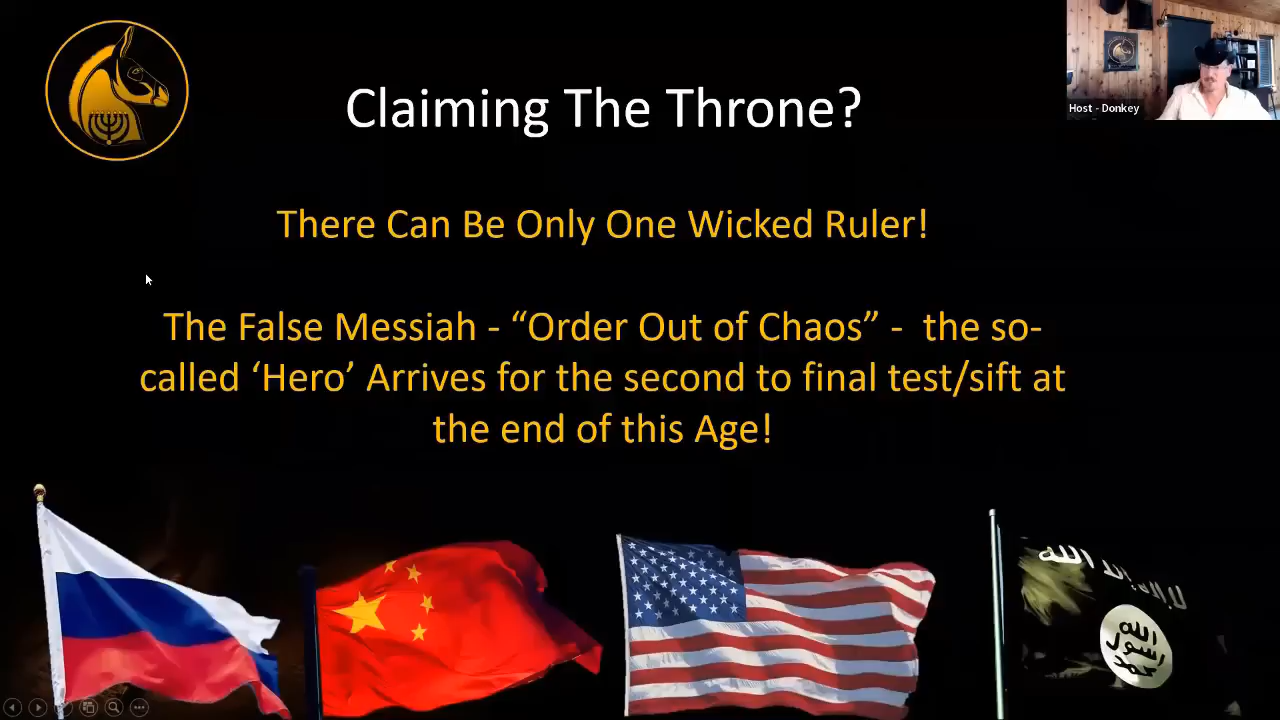 Claiming The Throne?
Host - Donkey
There Can Be Only One Wicked Ruler!
The False Messiah - “Order Out of Chaos” -  the so-
called ‘Hero’ Arrives for the second to final test/sift at
the end of this Age!
الله
رسول
محمد